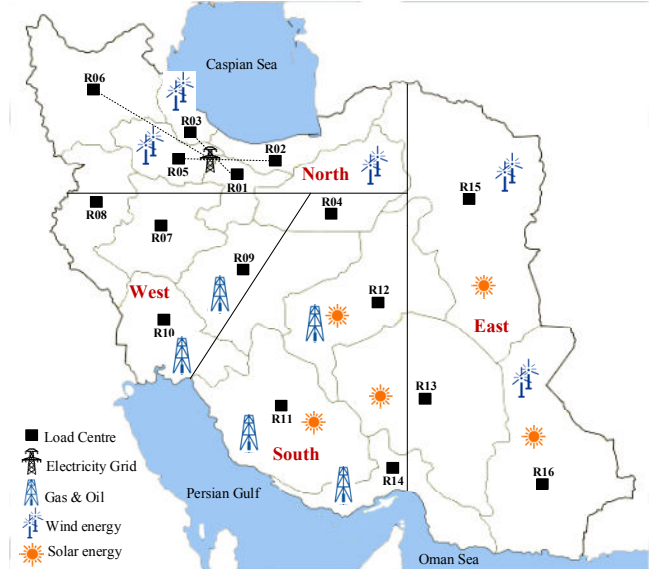 Caspian Sea
R06
R03
R02
R05
R01
North
R15
R08
R04
R07
R09
West
R12
East
R10
R13
R11
South
R14
R16
Load Centre
Electricity Grid
Gas & Oil
Wind energy
Solar energy
Persian Gulf
Oman Sea